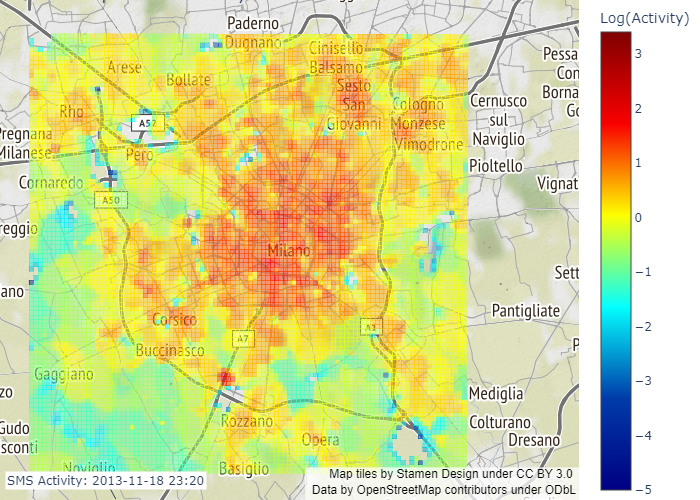 Log(Activity)
3
2
1
0
−1
−2
−3
−4
−5
Paderno
Dugnano
Cinisello
Balsamo
Arese
Bollate
Sesto
San
Giovanni
Rho
A52
Cologno
Monzese
Cernusco
sul
Naviglio
Pessa
Con
Borna
Go
Pregnana
Milanese
Pero
Vimodrone
Pioltello
Cornaredo
A50
Vignat
reggio
Milano
Sett
ano
Pantigliate
Corsico
A7
Buccinasco
P
Gaggiano
zo
Rozzano
Mediglia
Gudo
sconti
Opera
Colturano
Dresano
Noviglio
Basiglio
SMS Activity: 2013-11-18 23:20
Map tiles by Stamen Design under CC BY 3.0
Data by OpenStreetMap contributors under ODbL